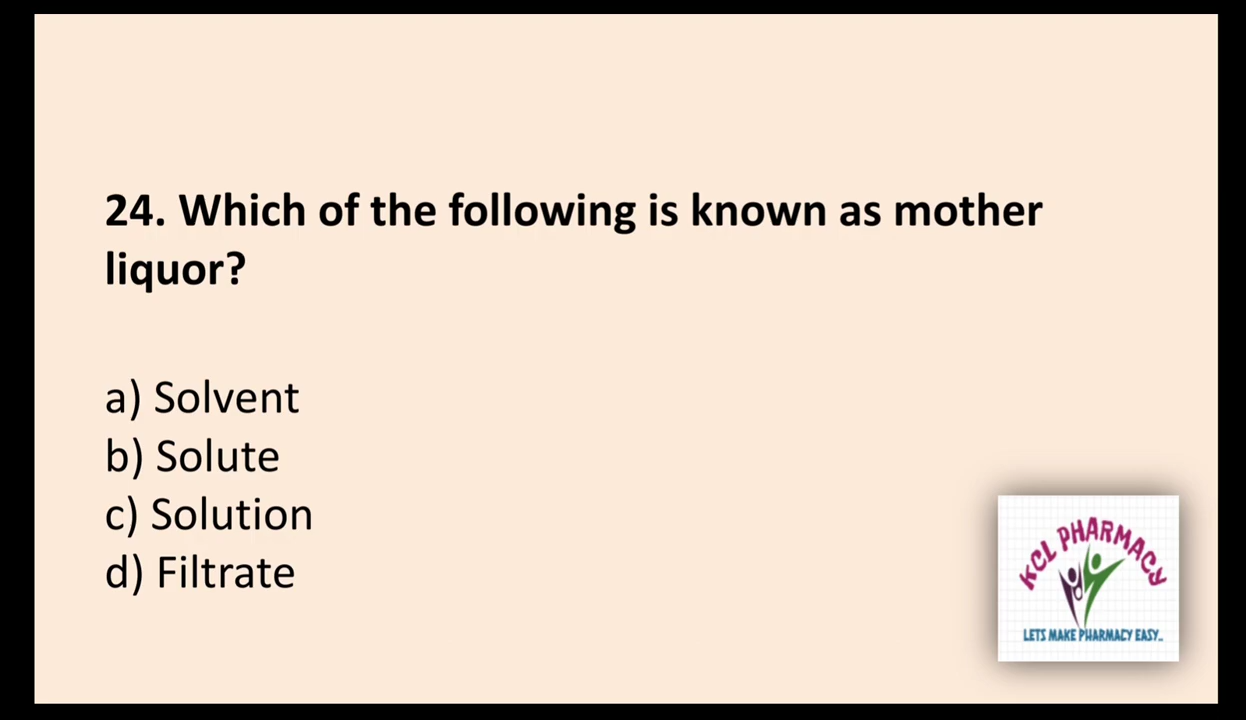 24. Which of the following is known as mother
liquor?
a) Solvent
b) Solute
c) Solution
d) Filtrate
KCL PHARMACY
LETS MAKE PHARMACY EASY..